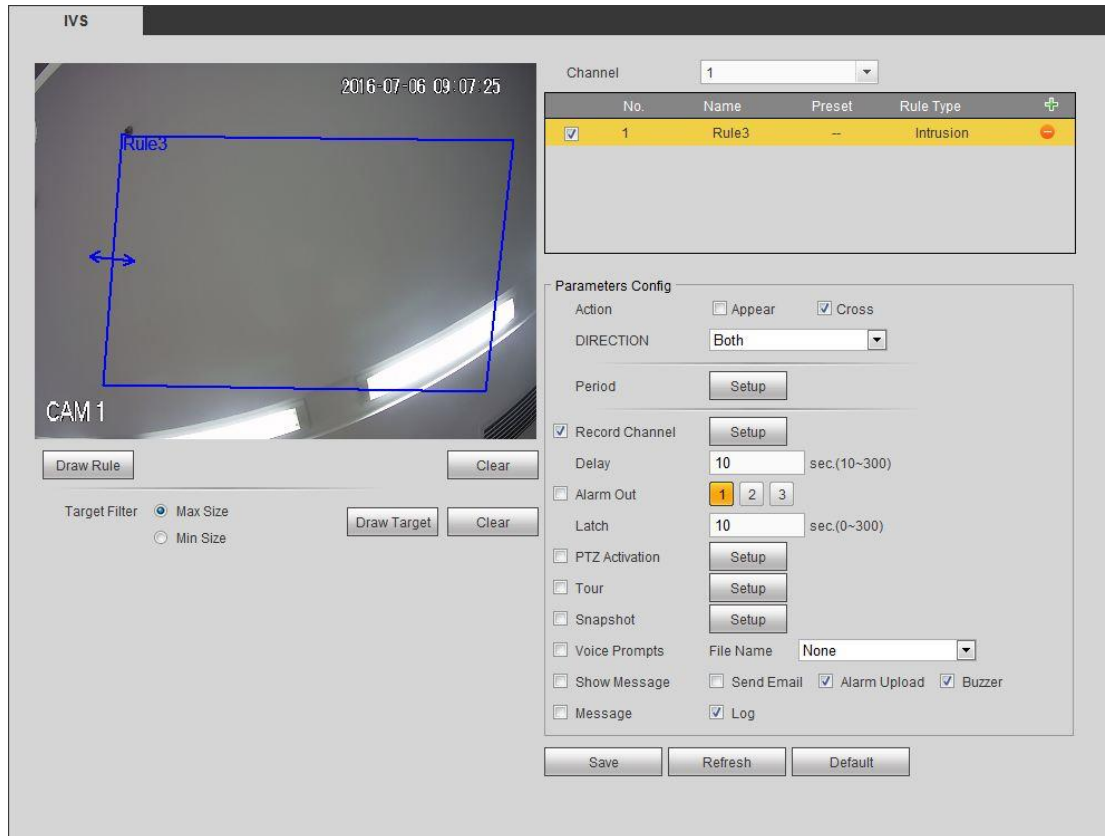 IVS
2016-07-06 09:07:25
Rule3
CAM 1
Draw Rule
Clear
Target Filter
Max Size
Min Size
Draw Target
Clear
Channel
1
No. Name Preset Rule Type
1 Rule3 -- Intrusion
Parameters Config
Action Appear Cross
DIRECTION Both
Period Setup
Record Channel Setup
Delay 10 sec.(10~300)
Alarm Out 1 2 3
Latch 10 sec.(0~300)
PTZ Activation Setup
Tour Setup
Snapshot Setup
Voice Prompts File Name None
Show Message Send Email Alarm Upload Buzzer
Message Log
Save Refresh Default